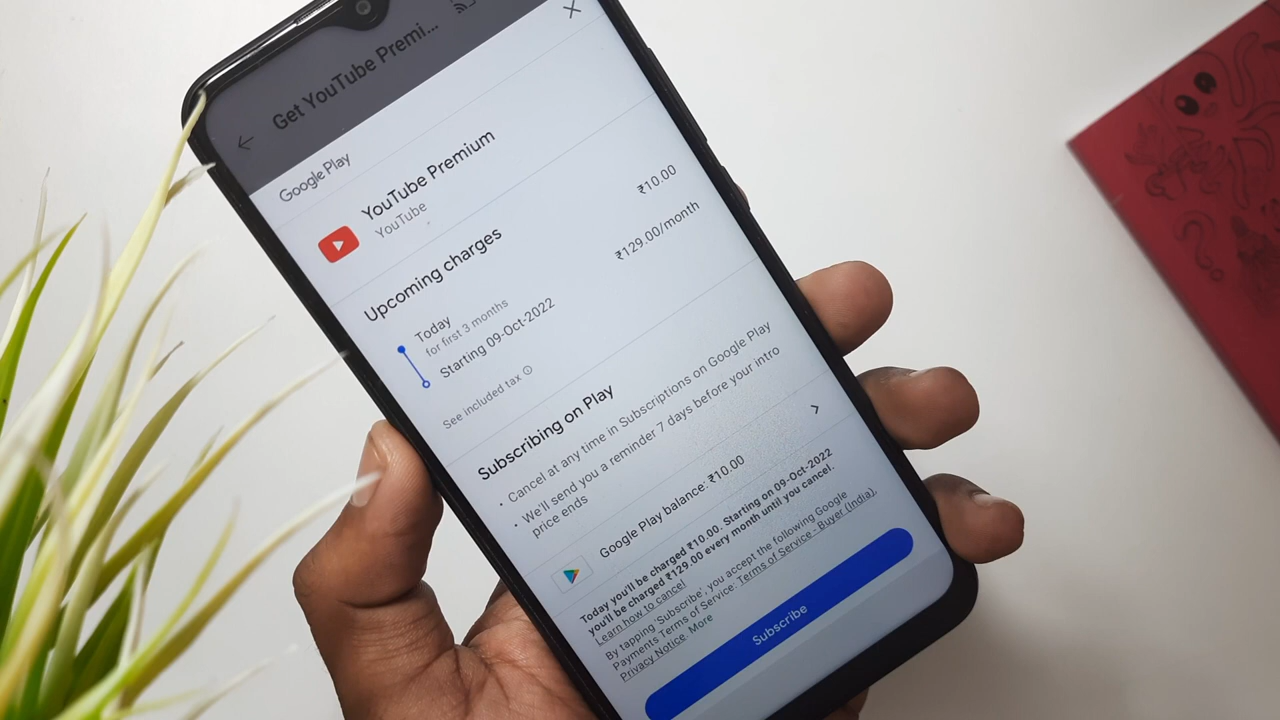 Get YouTube Premi...
Google Play
YouTube Premium
YouTube
Upcoming charges
Today
₹10.00
for first 3 months
Starting 09-Oct-2022
₹129.00/month
See included tax
Subscribing on Play
• Cancel at any time in Subscriptions on Google Play
• We'll send you a reminder 7 days before your intro
price ends
Google Play balance: ₹10.00
Today you'll be charged ₹10.00. Starting on 09-Oct-2022
you'll be charged ₹129.00 every month until you cancel.
Learn how to cancel
By tapping 'Subscribe', you accept the following Google
Payments Terms of Service: Terms of Service - Buyer (India),
Privacy Notice. More
Subscribe